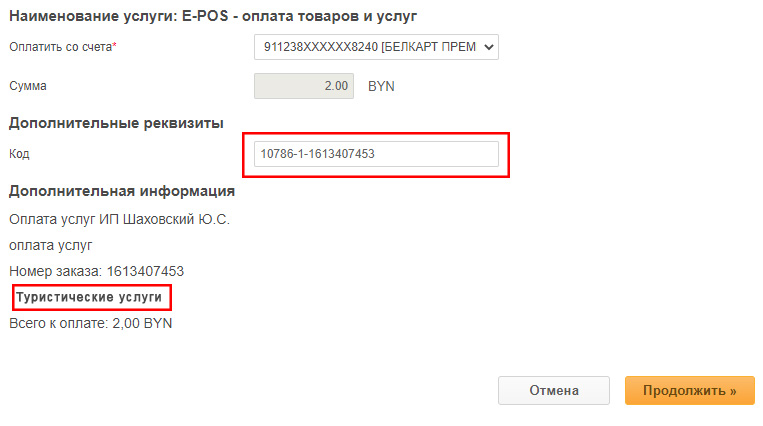 Наименование услуги: E-POS - оплата товаров и услуг
Оплатить со счета* 911238XXXXXX8240 [БЕЛКАРТ ПРЕМ
Сумма 2.00 BYN
Дополнительные реквизиты
Код 10786-1-1613407453
Дополнительная информация
Оплата услуг ИП Шаховский Ю.С.
оплата услуг
Номер заказа: 1613407453
Туристические услуги
Всего к оплате: 2,00 BYN
Отмена Продолжить »